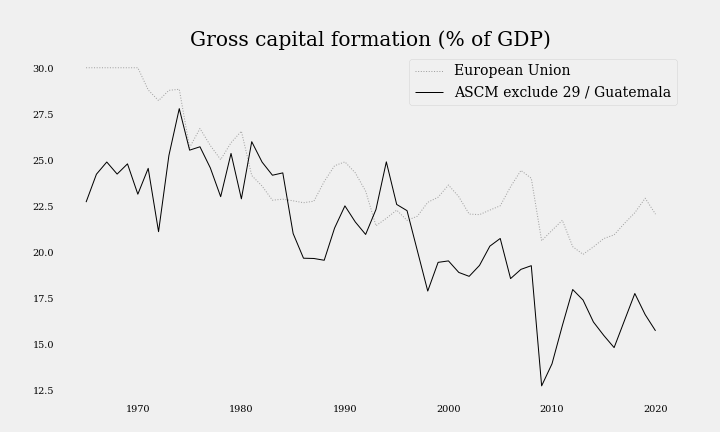 Gross capital formation (% of GDP)
European Union
ASCM exclude 29 / Guatemala
30.0
27.5
25.0
22.5
20.0
17.5
15.0
12.5
1970 1980 1990 2000 2010 2020